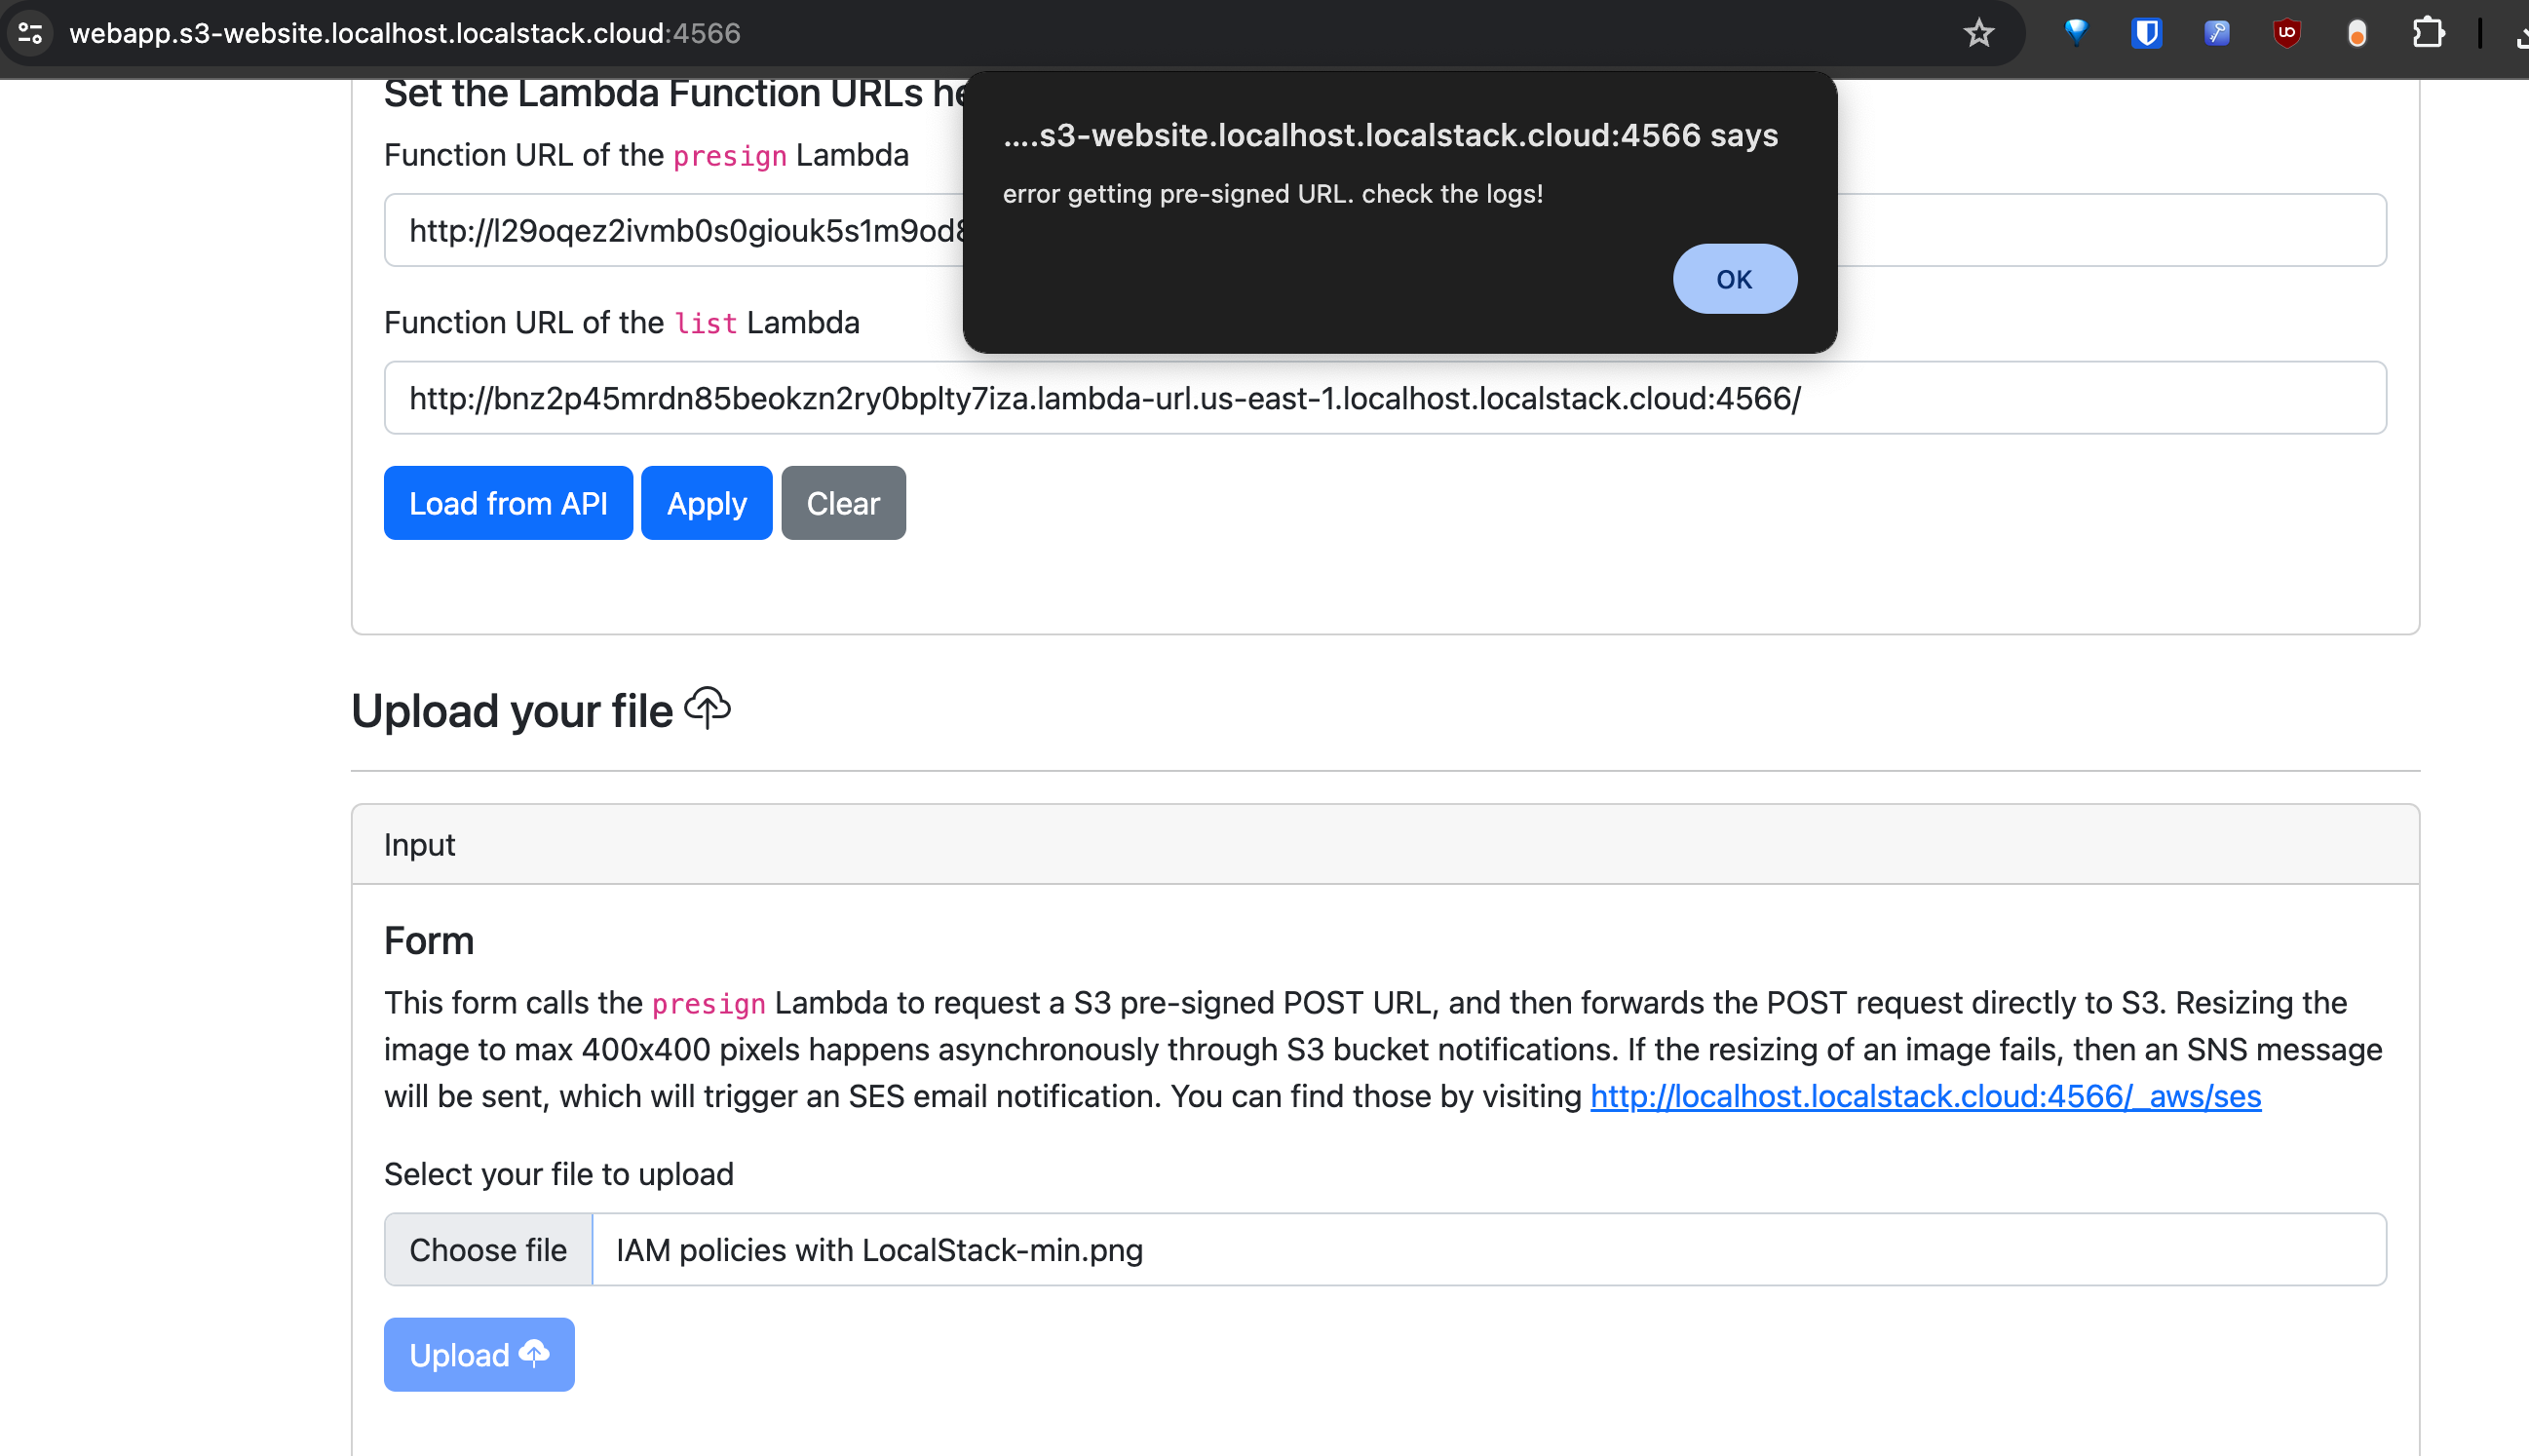 webapp.s3-website.localhost.localstack.cloud:4566
Set the Lambda Function URLs
....s3-website.localhost.localstack.cloud:4566 says
error getting pre-signed URL. check the logs!
OK
Function URL of the presign Lambda
http://l29oqez2ivmb0s0giouk5s1m9od
Function URL of the list Lambda
http://bnz2p45mrdn85beokzn2ry0bplty7iza.lambda-url.us-east-1.localhost.localstack.cloud:4566/
Load from API
Apply
Clear
Upload your file
Input
Form
This form calls the presign Lambda to request a S3 pre-signed POST URL, and then forwards the POST request directly to S3. Resizing the
image to max 400x400 pixels happens asynchronously through S3 bucket notifications. If the resizing of an image fails, then an SNS message
will be sent, which will trigger an SES email notification. You can find those by visiting http://localhost.localstack.cloud:4566/_aws/ses
Select your file to upload
Choose file
IAM policies with LocalStack-min.png
Upload